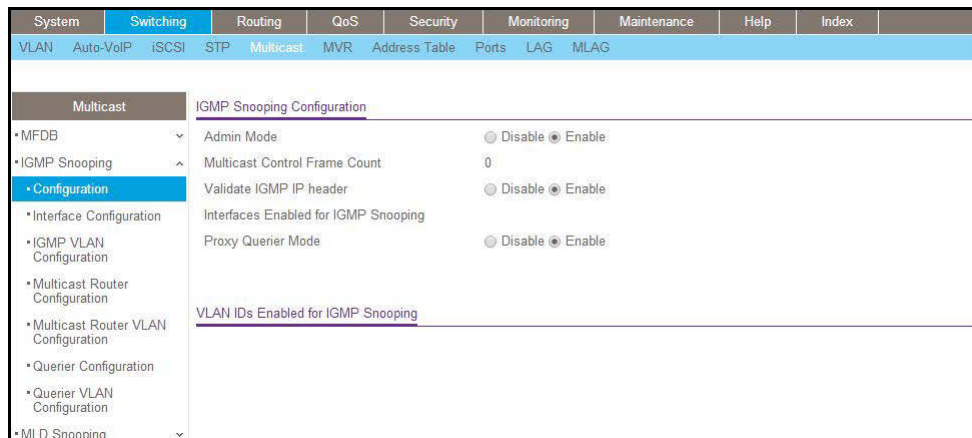 System Switching Routing QoS Security Monitoring Maintenance Help Index
VLAN Auto-VoIP iSCSI STP Multicast MVR Address Table Ports LAG MLAG
Multicast
•MFDB
•IGMP Snooping
•Configuration
•Interface Configuration
•IGMP VLAN
Configuration
•Multicast Router
Configuration
•Multicast Router VLAN
Configuration
•Querier Configuration
•Querier VLAN
Configuration
•MLD Snooping
IGMP Snooping Configuration
Admin Mode Disable Enable
Multicast Control Frame Count 0
Validate IGMP IP header Disable Enable
Interfaces Enabled for IGMP Snooping
Proxy Querier Mode Disable Enable
VLAN IDs Enabled for IGMP Snooping